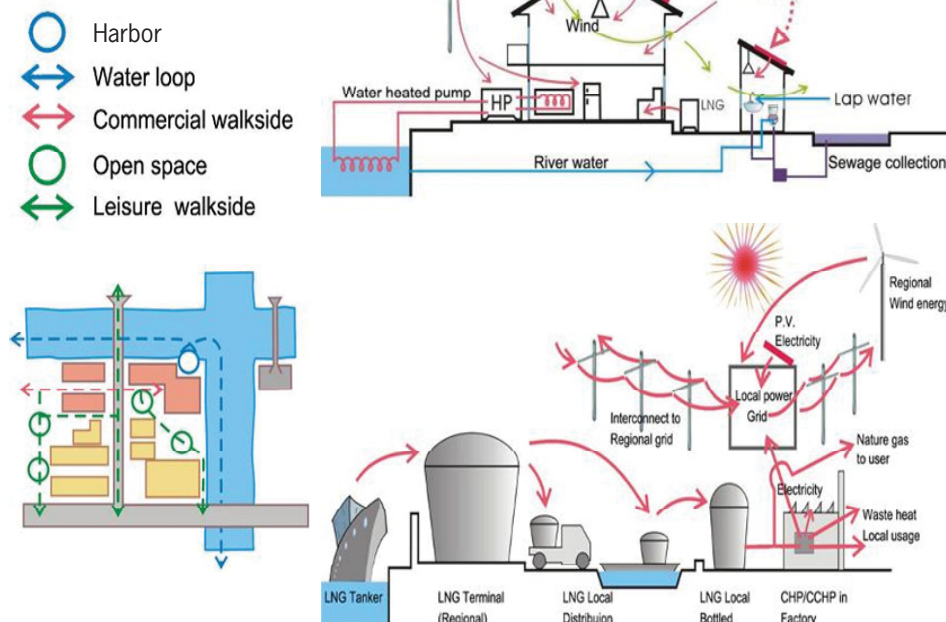 Harbor
Water loop
Commercial walkside
Open space
Leisure walkside
Wind
Water heated pump
HP
LNG
Lap water
River water
Sewage collection
Regional
Wind energy
P.V.
Electricity
Local power
Grid
Interconnect to
Regional grid
Nature gas
to user
Electricity
Waste heat
Local usage
LNG Tanker
LNG Terminal
(Regional)
LNG Local
Distribuion
LNG Local
Bottled
CHP/CCHP in
Factory